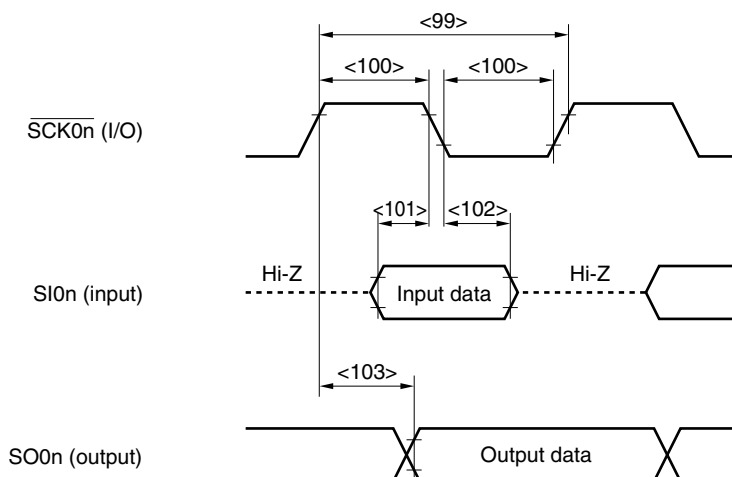 <99>
<100> <100>
SCK0n (I/O)
<101> <102>
Hi-Z Hi-Z
SI0n (input) Input data
<103>
SO0n (output) Output data